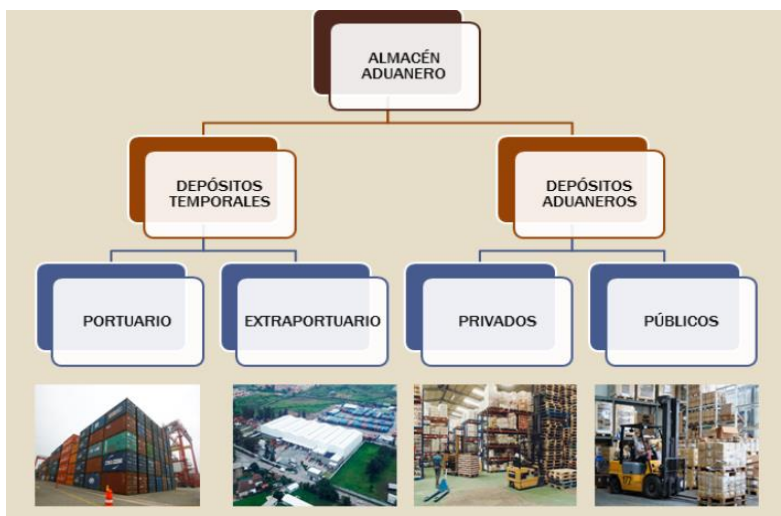 ALMACÉN
ADUANERO
DEPÓSITOS
TEMPORALES
DEPÓSITOS
ADUANEROS
PORTUARIO
EXTRAPORTUARIO
PRIVADOS
PÚBLICOS